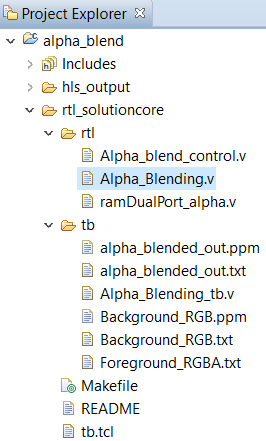 Project Explorer
alpha_blend
Includes
hls_output
rtl_solutioncore
rtl
Alpha_blend_control.v
Alpha_Blending.v
ramDualPort_alpha.v
tb
alpha_blended_out.ppm
alpha_blended_out.txt
Alpha_Blending_tb.v
Background_RGB.ppm
Background_RGB.txt
Foreground_RGBA.txt
Makefile
README
tb.tcl